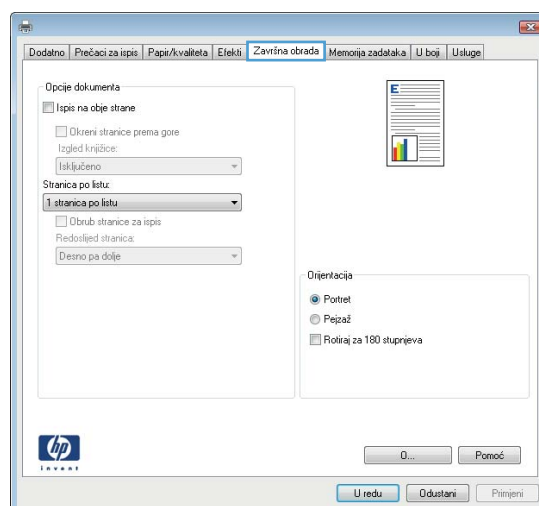 Dodatno Prečaci za ispis Papir/kvaliteta Efekti Završna obrada Memorija zadataka U boji Usluge
Opcije dokumenta
Ispis na obje strane
Okreni stranice prema gore
Izgled knjižice:
Isključeno
Stranica po listu:
1 stranica po listu
Obrub stranice za ispis
Redoslijed stranica:
Desno pa dolje
E
Orijentacija
Portret
Pejzaž
Rotiraj za 180 stupnjeva
hp
invent
O... Pomoć
U redu Odustani Primijeni